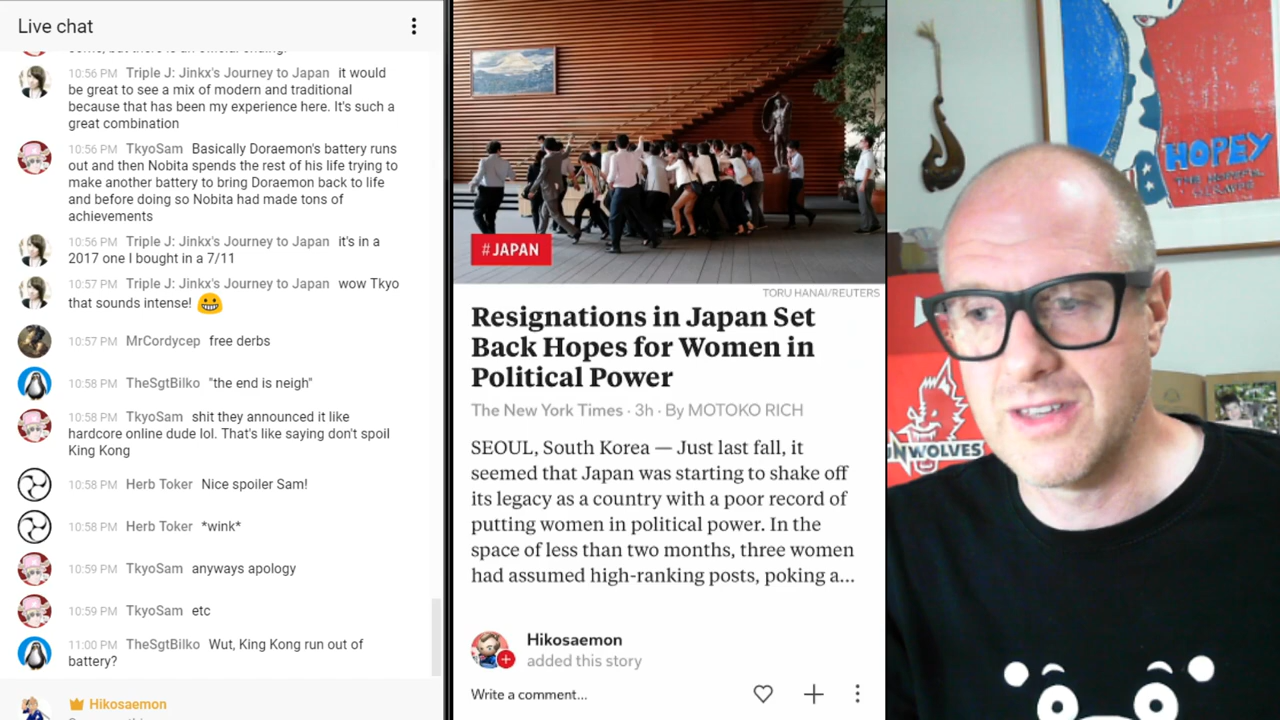 Live chat
some, but there is an official ending.
10:56 PM Triple J: Jinkx's Journey to Japan it would
be great to see a mix of modern and traditional
because that has been my experience here. It's such a
great combination
10:56 PM TkyoSam Basically Doraemon's battery runs
out and then Nobita spends the rest of his life trying to
make another battery to bring Doraemon back to life
and before doing so Nobita had made tons of
achievements
10:56 PM Triple J: Jinkx's Journey to Japan it's in a
2017 one I bought in a 7/11
10:57 PM Triple J: Jinkx's Journey to Japan wow Tkyo
that sounds intense!
10:57 PM MrCordycep free derbs
10:58 PM TheSgtBilko "the end is neigh"
10:58 PM TkyoSam shit they announced it like
hardcore online dude lol. That's like saying don't spoil
King Kong
10:58 PM Herb Toker Nice spoiler Sam!
10:58 PM Herb Toker *wink*
10:59 PM TkyoSam anyways apology
10:59 PM TkyoSam etc
11:00 PM TheSgtBilko Wut, King Kong run out of
battery?
Hikosaemon
#JAPAN
TORU HANAI/REUTERS
Resignations in Japan Set
Back Hopes for Women in
Political Power
The New York Times · 3h · By MOTOKO RICH
SEOUL, South Korea — Just last fall, it
seemed that Japan was starting to shake off
its legacy as a country with a poor record of
putting women in political power. In the
space of less than two months, three women
had assumed high-ranking posts, poking a...
Hikosaemon
added this story
Write a comment...
HOPEY
UNWOLVES